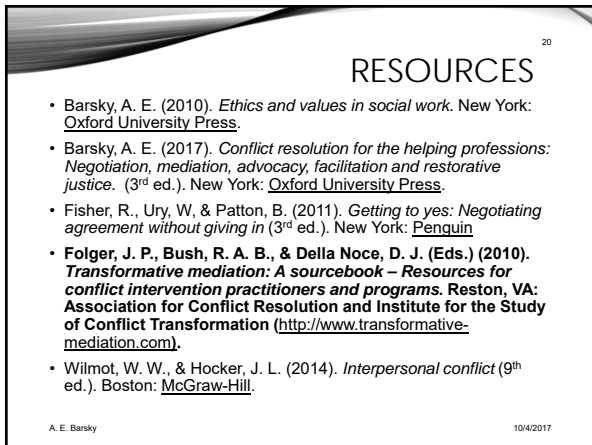 20
RESOURCES
• Barsky, A. E. (2010). Ethics and values in social work. New York:
Oxford University Press.
• Barsky, A. E. (2017). Conflict resolution for the helping professions:
Negotiation, mediation, advocacy, facilitation and restorative
justice. (3rd ed.). New York: Oxford University Press.
• Fisher, R., Ury, W, & Patton, B. (2011). Getting to yes: Negotiating
agreement without giving in (3rd ed.). New York: Penguin
• Folger, J. P., Bush, R. A. B., & Della Noce, D. J. (Eds.) (2010).
Transformative mediation: A sourcebook – Resources for
conflict intervention practitioners and programs. Reston, VA:
Association for Conflict Resolution and Institute for the Study
of Conflict Transformation (http://www.transformative-
mediation.com).
• Wilmot, W. W., & Hocker, J. L. (2014). Interpersonal conflict (9th
ed.). Boston: McGraw-Hill.
A. E. Barsky
10/4/2017